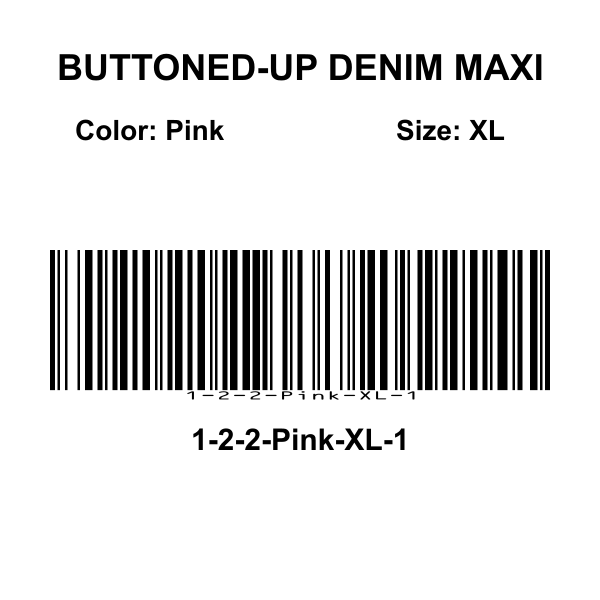 BUTTONED-UP DENIM MAXI
Color: Pink Size: XL
1-2-2-Pink-XL-1
1-2-2-Pink-XL-1